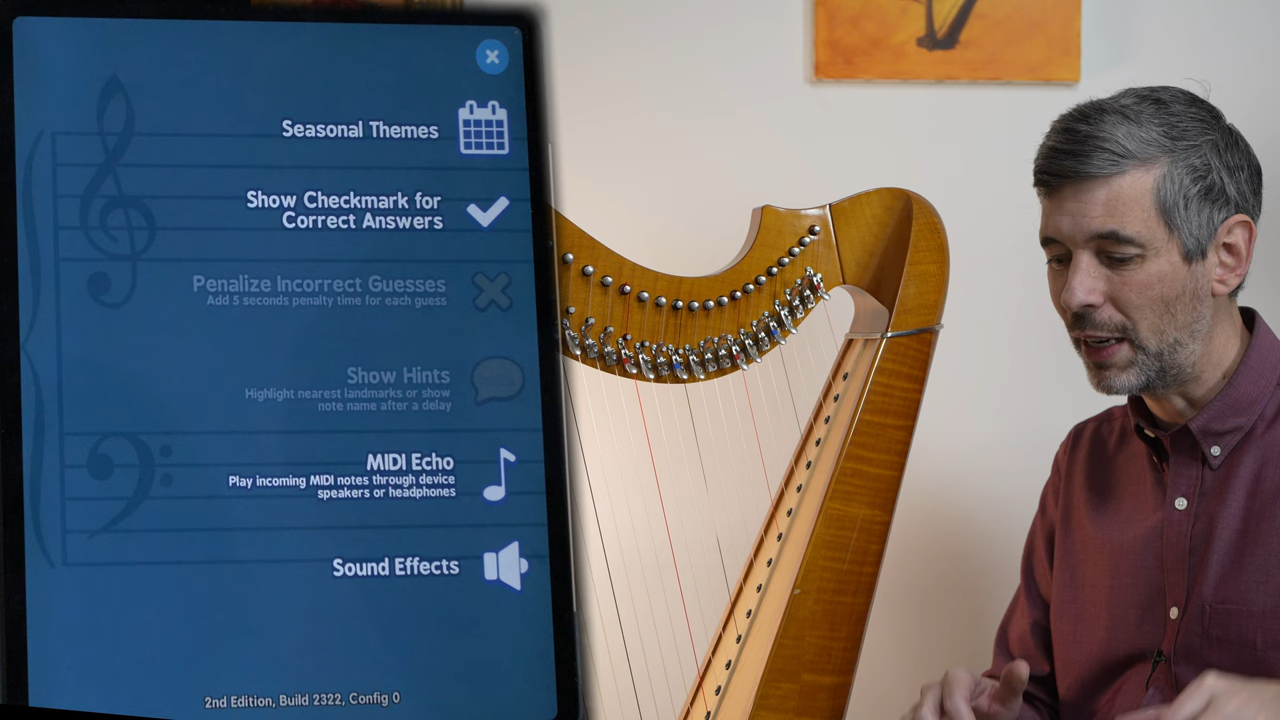 Seasonal Themes
Show Checkmark for
Correct Answers
Penalize Incorrect Guesses
Add 5 seconds penalty time for each guess
Show Hints
Highlight nearest landmarks or show
note name after a delay
MIDI Echo
Play incoming MIDI notes through device
speakers or headphones
Sound Effects
2nd Edition, Build 2322, Config 0